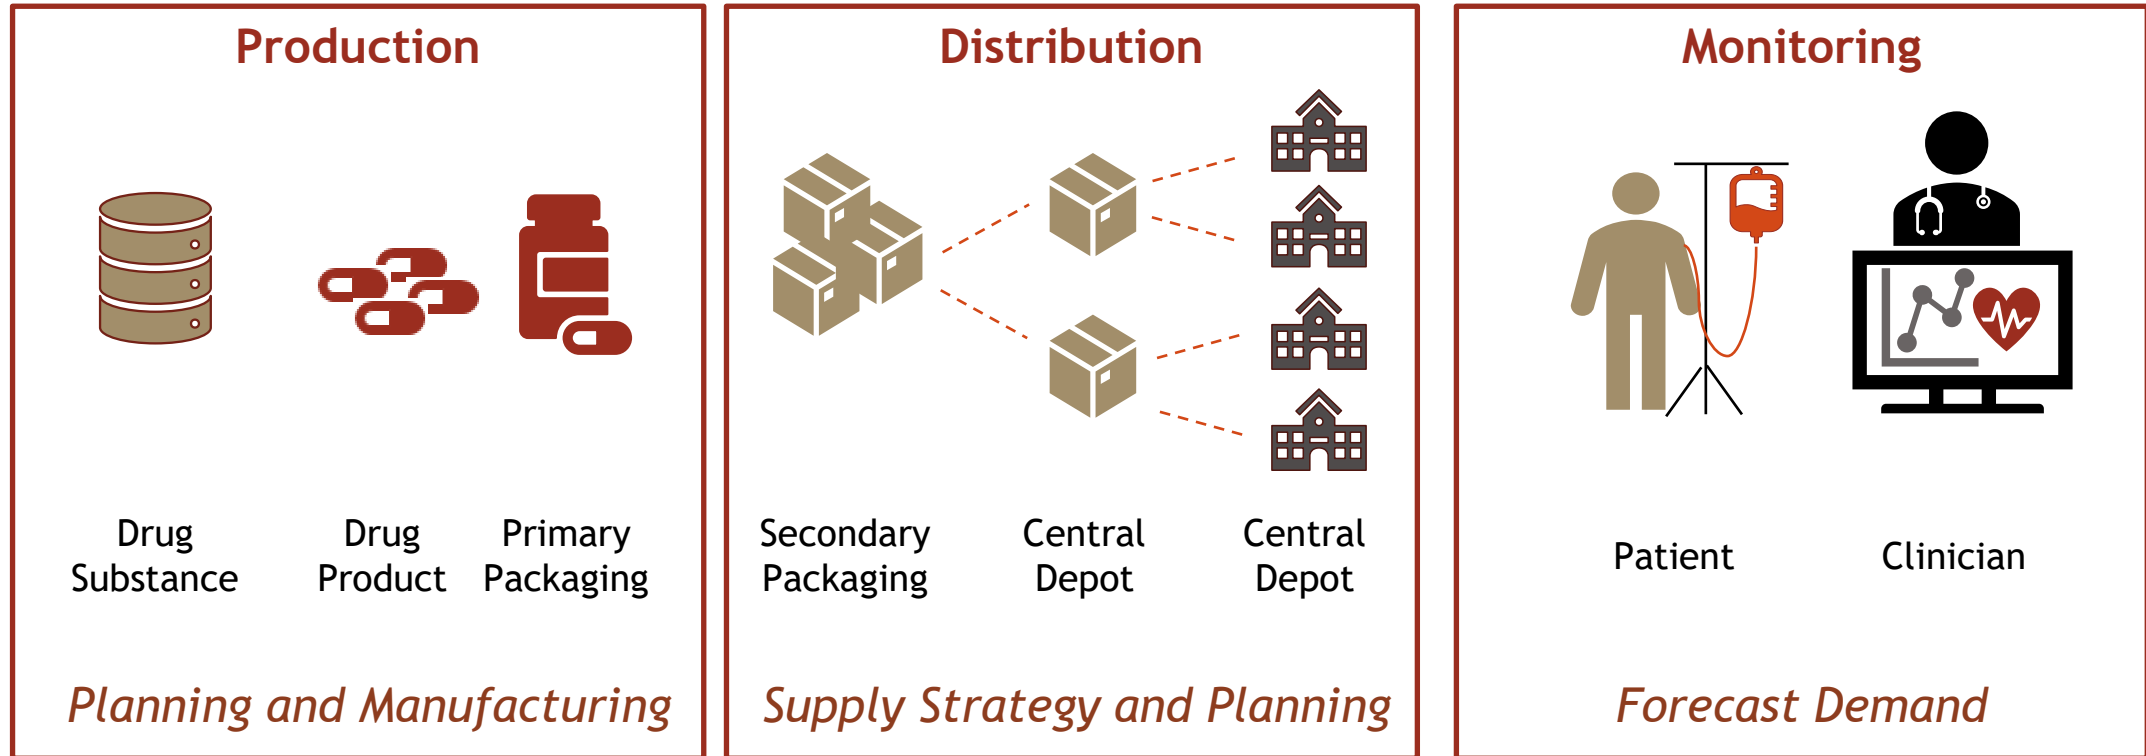 Production
Drug
Substance
Drug
Product
Primary
Packaging
Planning and Manufacturing
Distribution
Secondary
Packaging
Central
Depot
Central
Depot
Supply Strategy and Planning
Monitoring
Patient
Clinician
Forecast Demand